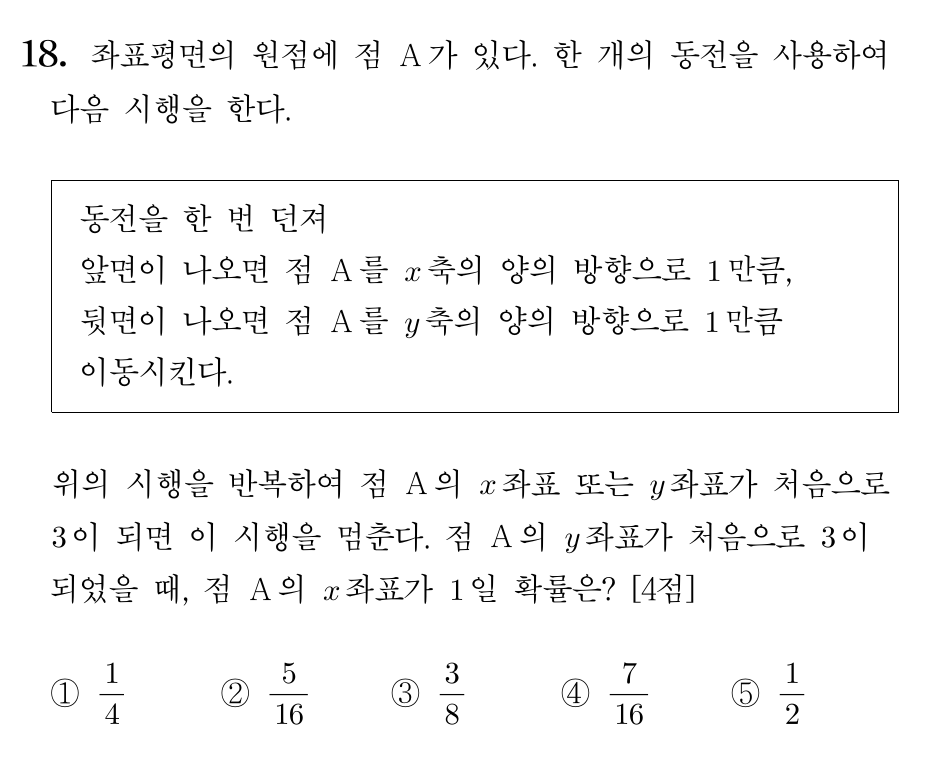 18. 좌표평면의 원점에 점 A가 있다. 한 개의 동전을 사용하여
다음 시행을 한다.
동전을 한 번 던져
앞면이 나오면 점 A를 x축의 양의 방향으로 1만큼,
뒷면이 나오면 점 A를 y축의 양의 방향으로 1만큼
이동시킨다.
위의 시행을 반복하여 점 A의 x좌표 또는 y좌표가 처음으로
3이 되면 이 시행을 멈춘다. 점 A의 y좌표가 처음으로 3이
되었을 때, 점 A의 x좌표가 1일 확률은? [4점]
① 1/4 ② 5/16 ③ 3/8 ④ 7/16 ⑤ 1/2